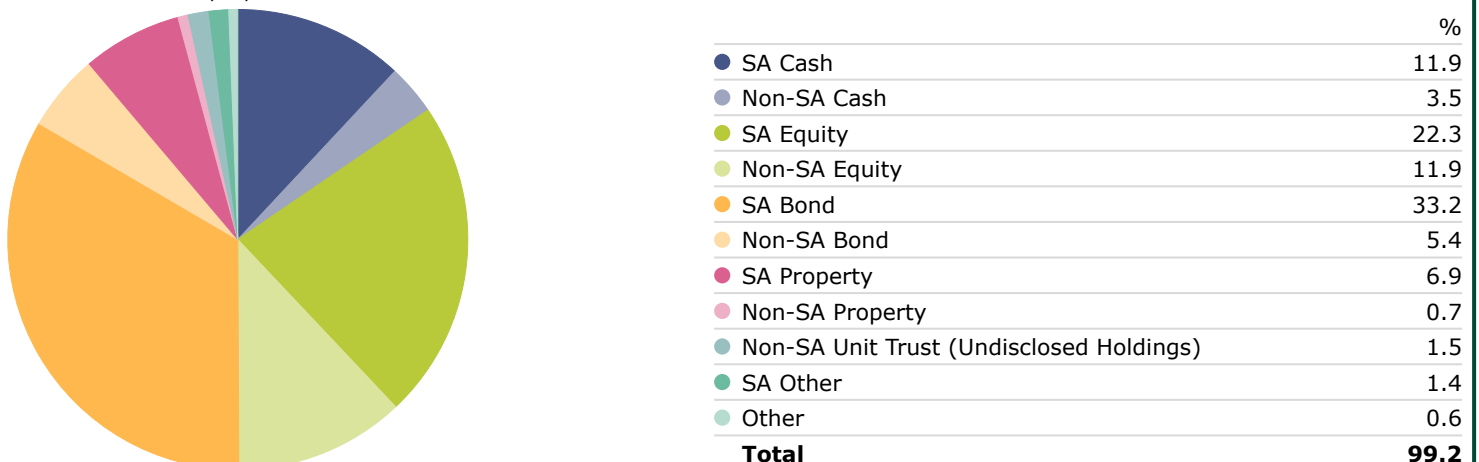 %
SA Cash 11.9
Non-SA Cash 3.5
SA Equity 22.3
Non-SA Equity 11.9
SA Bond 33.2
Non-SA Bond 5.4
SA Property 6.9
Non-SA Property 0.7
Non-SA Unit Trust (Undisclosed Holdings) 1.5
SA Other 1.4
Other 0.6
Total 99.2